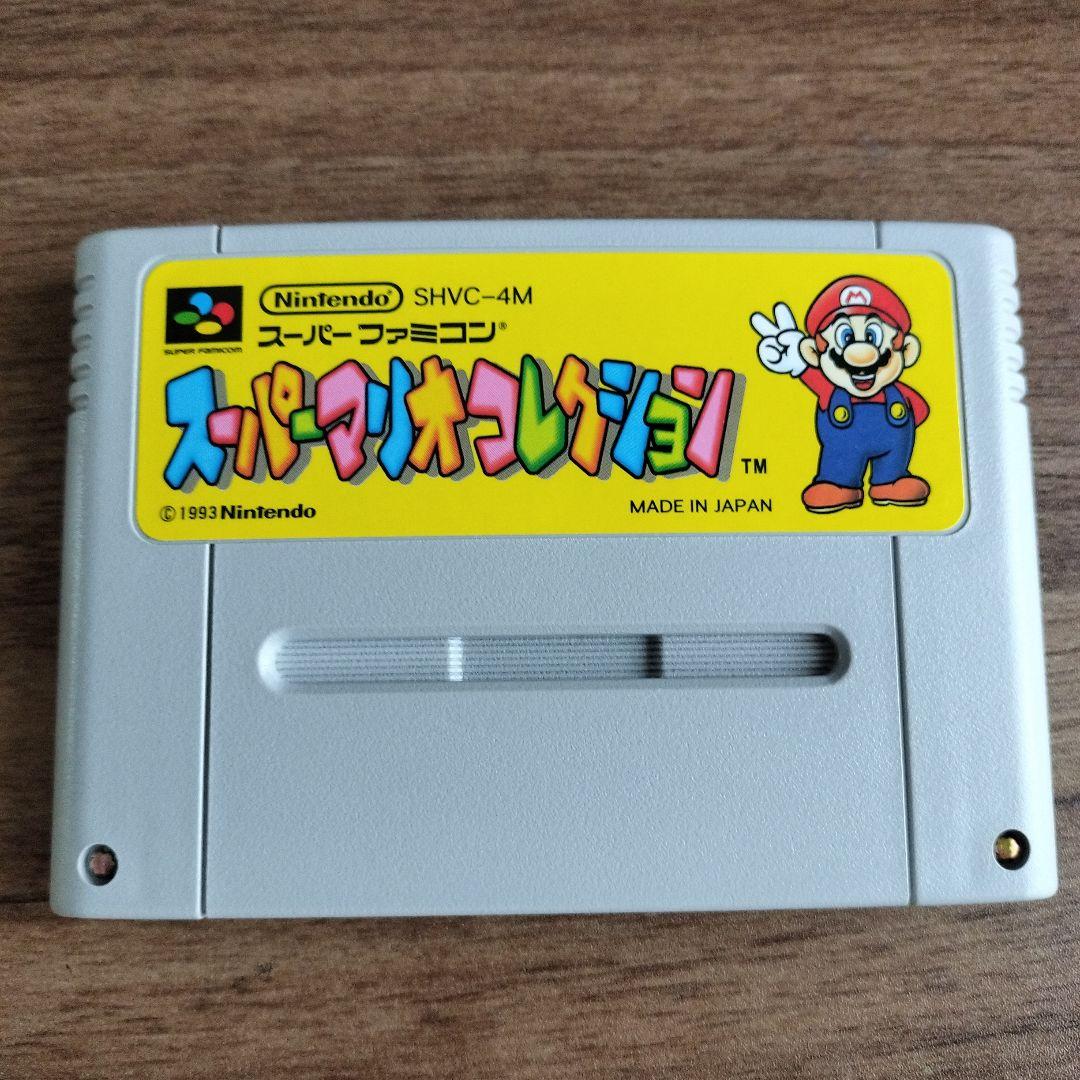 Nintendo® SHVC-4M
SUPER FAMICOM
スーパーファミコン®
スーパーマリオコレクション TM
© 1993 Nintendo
MADE IN JAPAN
M